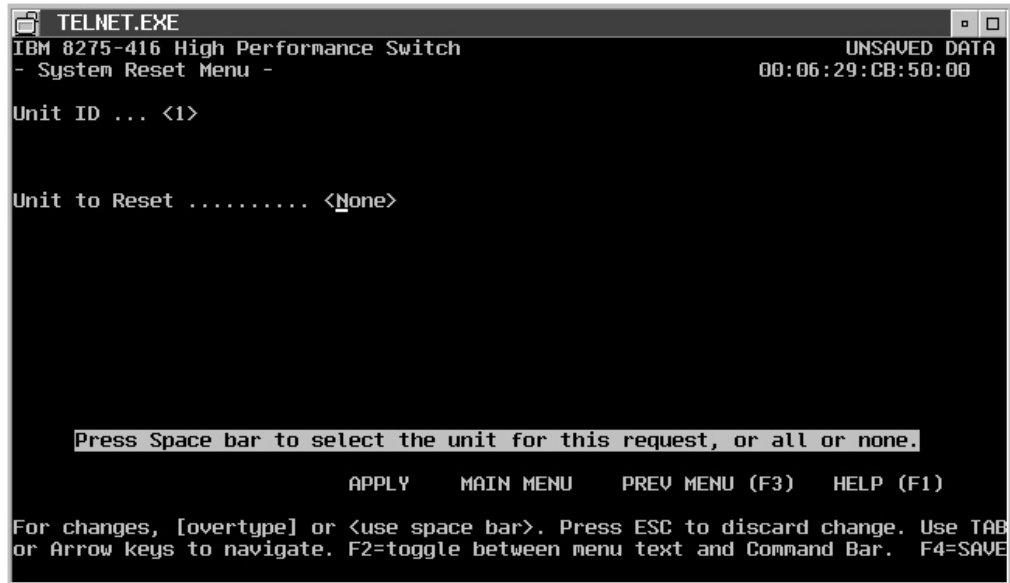 TELNET.EXE
IBM 8275-416 High Performance Switch UNSAVED DATA
- System Reset Menu - 00:06:29:CB:50:00
Unit ID ... <1>
Unit to Reset .......... <None>
Press Space bar to select the unit for this request, or all or none.
APPLY MAIN MENU PREV MENU (F3) HELP (F1)
For changes, [overtype] or <use space bar>. Press ESC to discard change. Use TAB
or Arrow keys to navigate. F2=toggle between menu text and Command Bar. F4=SAVE